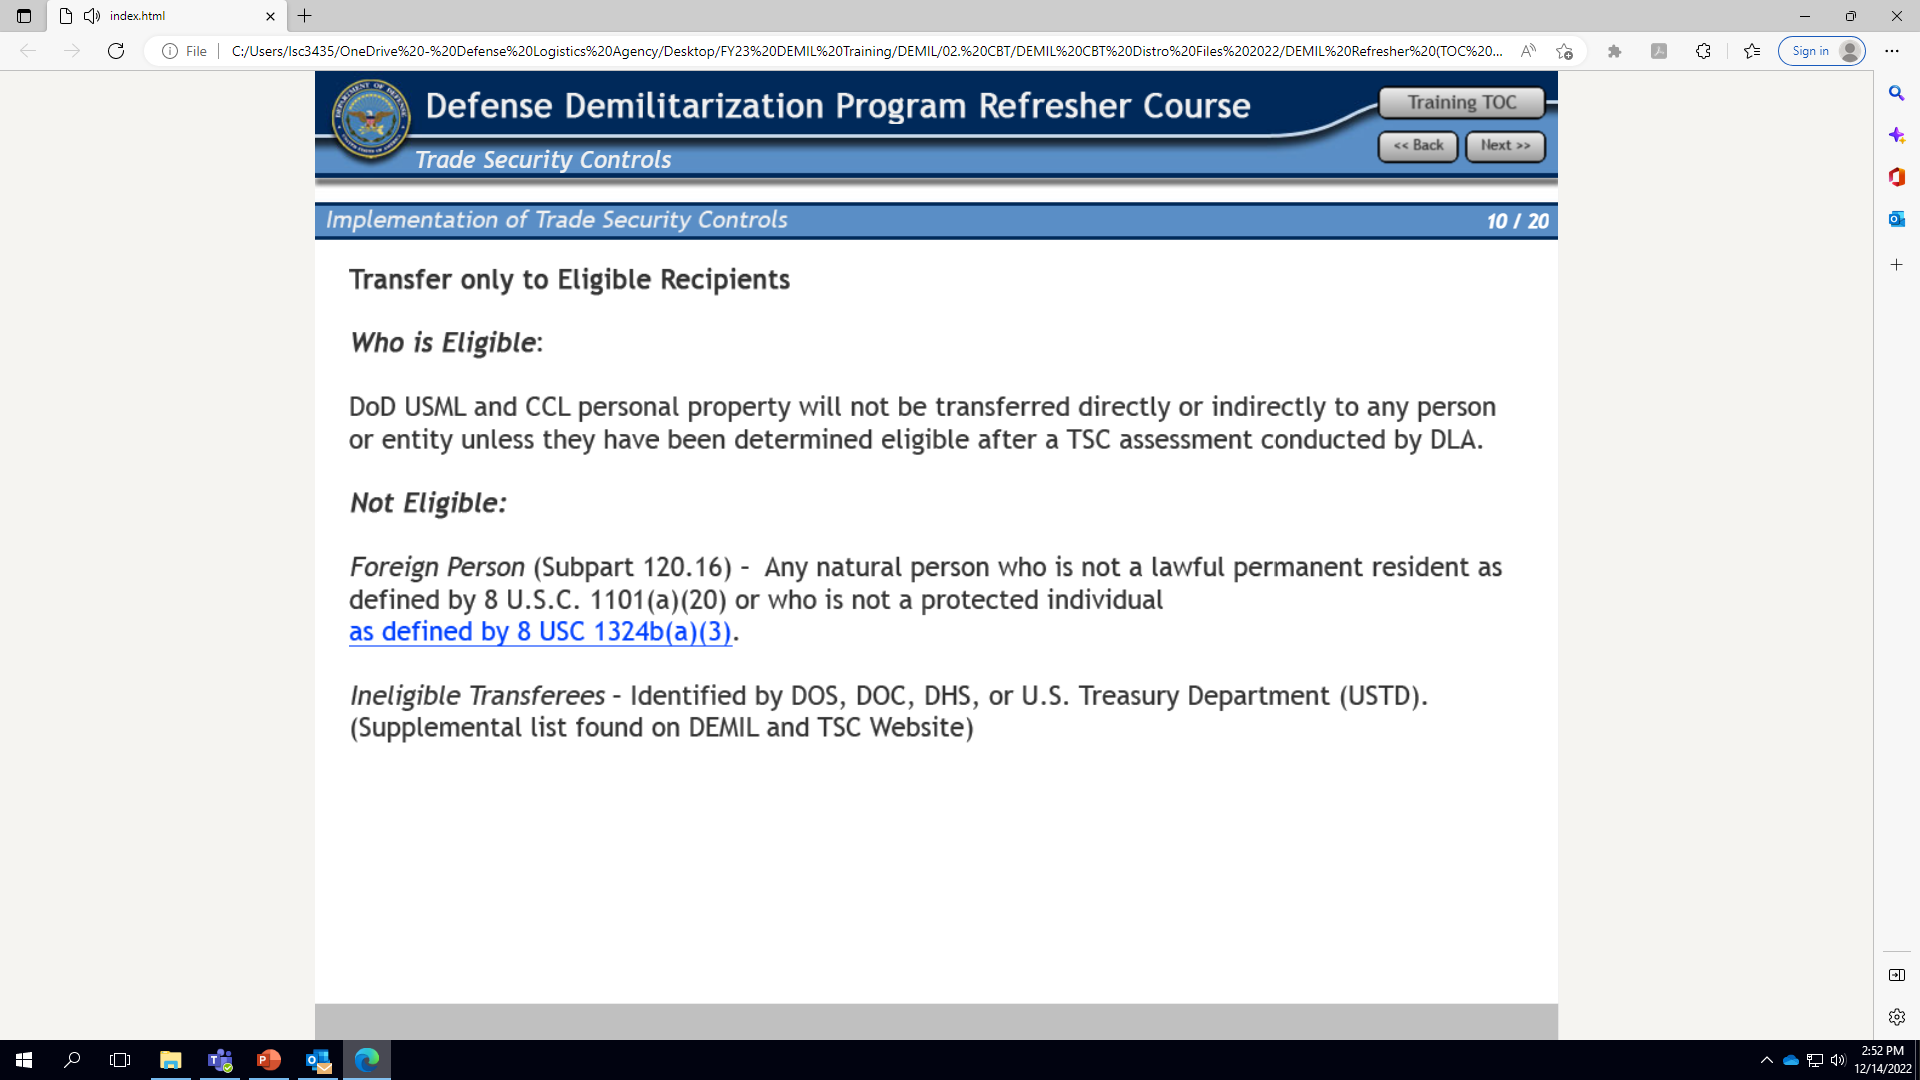 index.html
File
C:/Users/lsc3435/OneDrive%20-%20Defense%20Logistics%20Agency/Desktop/FY23%20DEMIL%20Training/DEMIL/02.%20CBT/DEMIL%20CBT%20Distro%20Files%202022/DEMIL%20Refresher%20(TOC%20...
Sign in
Defense Demilitarization Program Refresher Course
Training TOC
<< Back
Next >>
Trade Security Controls
Implementation of Trade Security Controls
10 / 20
Transfer only to Eligible Recipients
Who is Eligible:
DoD USML and CCL personal property will not be transferred directly or indirectly to any person
or entity unless they have been determined eligible after a TSC assessment conducted by DLA.
Not Eligible:
Foreign Person (Subpart 120.16) – Any natural person who is not a lawful permanent resident as
defined by 8 U.S.C. 1101(a)(20) or who is not a protected individual
as defined by 8 USC 1324b(a)(3).
Ineligible Transferees – Identified by DOS, DOC, DHS, or U.S. Treasury Department (USTD).
(Supplemental list found on DEMIL and TSC Website)
2:52 PM
12/14/2022